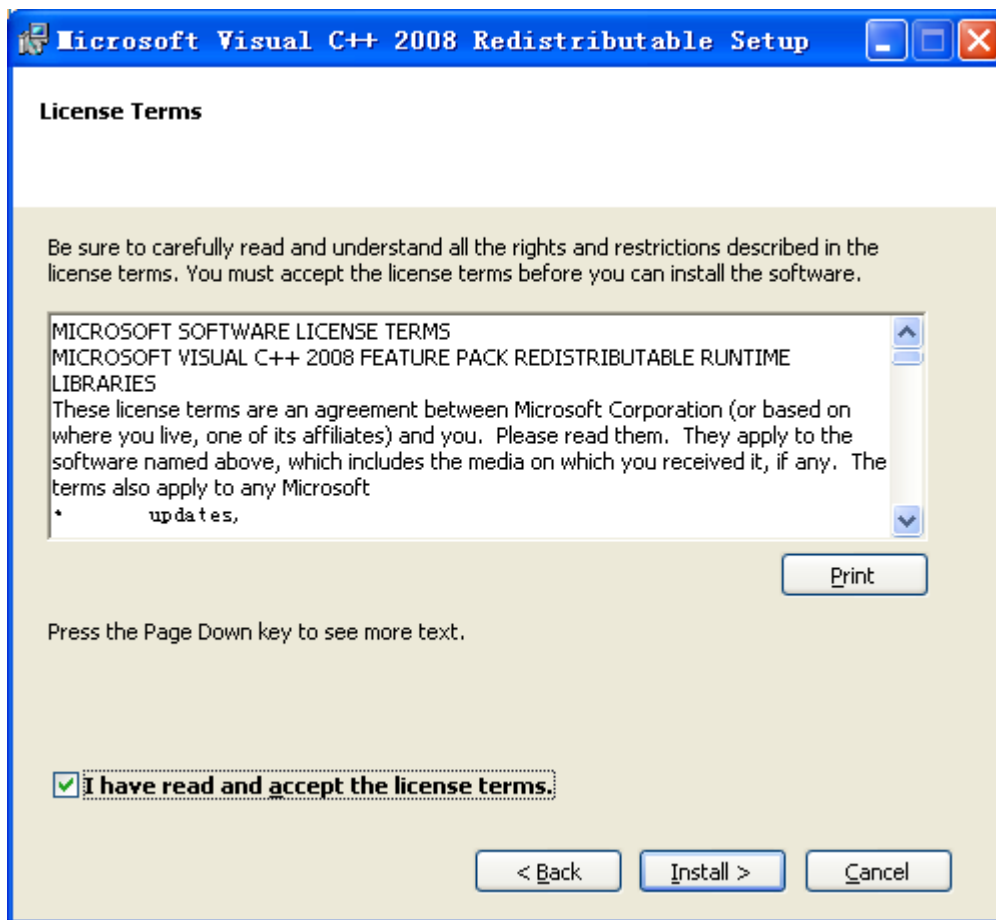 Microsoft Visual C++ 2008 Redistributable Setup
License Terms
Be sure to carefully read and understand all the rights and restrictions described in the
license terms. You must accept the license terms before you can install the software.
MICROSOFT SOFTWARE LICENSE TERMS
MICROSOFT VISUAL C++ 2008 FEATURE PACK REDISTRIBUTABLE RUNTIME
LIBRARIES
These license terms are an agreement between Microsoft Corporation (or based on
where you live, one of its affiliates) and you.  Please read them.  They apply to the
software named above, which includes the media on which you received it, if any.  The
terms also apply to any Microsoft
• updates,
Print
Press the Page Down key to see more text.
I have read and accept the license terms.
< Back Install > Cancel